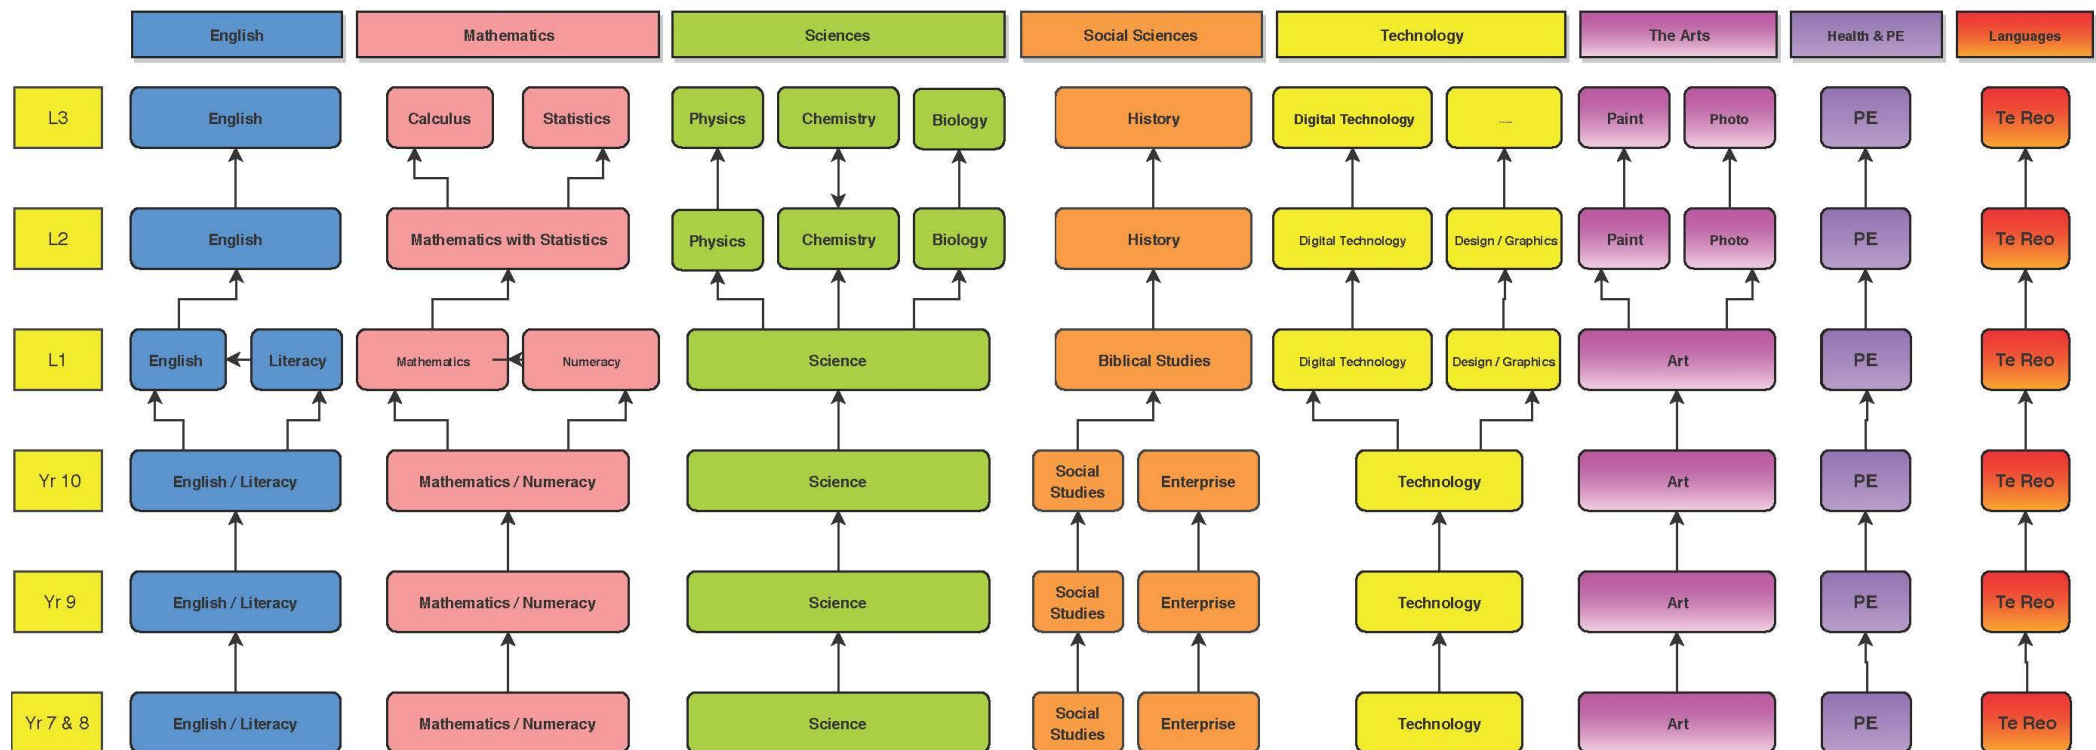 English
Mathematics
Sciences
Social Sciences
Technology
The Arts
Health & PE
Languages
L3
English
Calculus
Statistics
Physics
Chemistry
Biology
History
Digital Technology
Paint
Photo
PE
Te Reo
L2
English
Mathematics with Statistics
Physics
Chemistry
Biology
History
Digital Technology
Design / Graphics
Paint
Photo
PE
Te Reo
L1
English
Literacy
Mathematics
Numeracy
Science
Biblical Studies
Digital Technology
Design / Graphics
Art
PE
Te Reo
Yr 10
English / Literacy
Mathematics / Numeracy
Science
Social
Studies
Enterprise
Technology
Art
PE
Te Reo
Yr 9
English / Literacy
Mathematics / Numeracy
Science
Social
Studies
Enterprise
Technology
Art
PE
Te Reo
Yr 7 & 8
English / Literacy
Mathematics / Numeracy
Science
Social
Studies
Enterprise
Technology
Art
PE
Te Reo